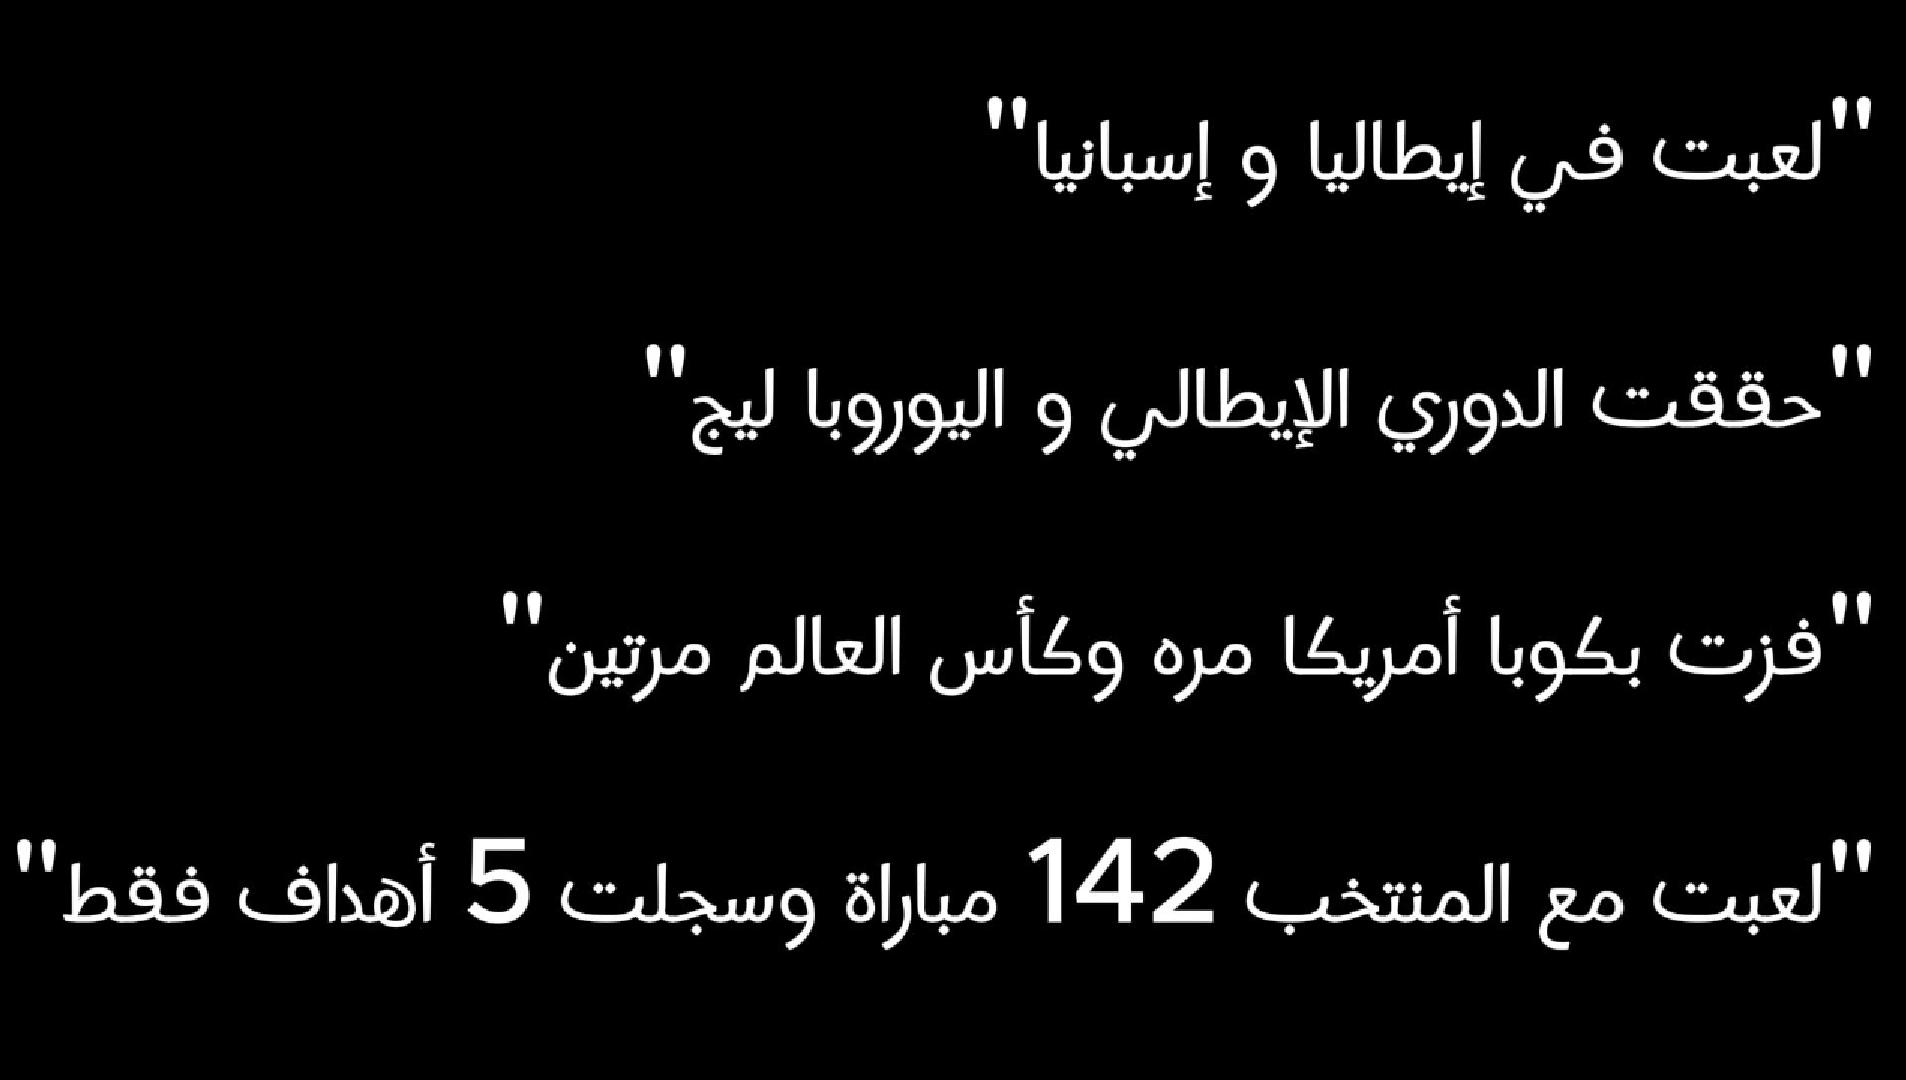 "لعبت في إيطاليا و إسبانيا"
"حققت الدوري الإيطالي و اليوروبا ليج"
"فزت بكوبا أمريكا مره وكأس العالم مرتين"
"لعبت مع المنتخب 142 مباراة وسجلت 5 أهداف فقط"